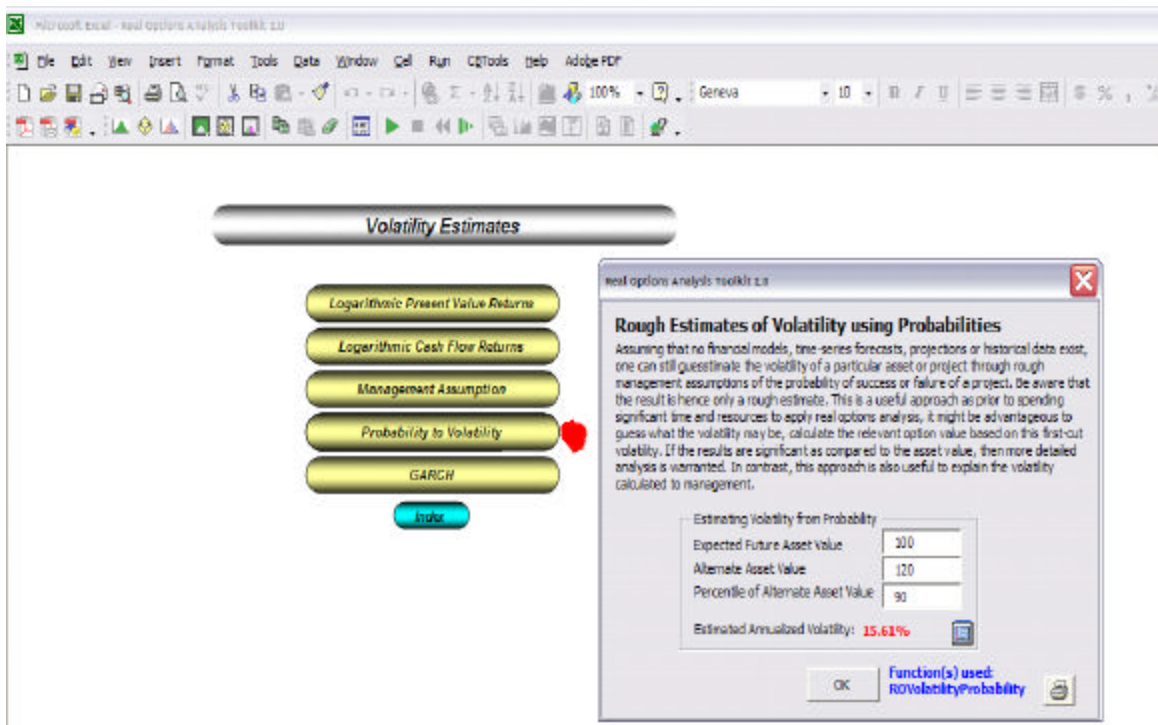 Microsoft Excel - Real Options Analysis Toolkit 1.0
File Edit View Insert Format Tools Data Window Cell Run CBTools Help Adobe PDF
100% Geneva 10 B I U $ % ,
Volatility Estimates
Logarithmic Present Value Returns
Logarithmic Cash Flow Returns
Management Assumption
Probability to Volatility
GARCH
Index
Real Options Analysis Toolkit 1.0
Rough Estimates of Volatility using Probabilities
Assuming that no financial models, time-series forecasts, projections or historical data exist,
one can still guesstimate the volatility of a particular asset or project through rough
management assumptions of the probability of success or failure of a project. Be aware that
the result is hence only a rough estimate. This is a useful approach as prior to spending
significant time and resources to apply real options analysis, it might be advantageous to
guess what the volatility may be, calculate the relevant option value based on this first-cut
volatility. If the results are significant as compared to the asset value, then more detailed
analysis is warranted. In contrast, this approach is also useful to explain the volatility
calculated to management.
Estimating Volatility from Probability
Expected Future Asset Value 100
Alternate Asset Value 120
Percentile of Alternate Asset Value 90
Estimated Annualized Volatility: 15.61%
OK
Function(s) used:
ROVolatilityProbability